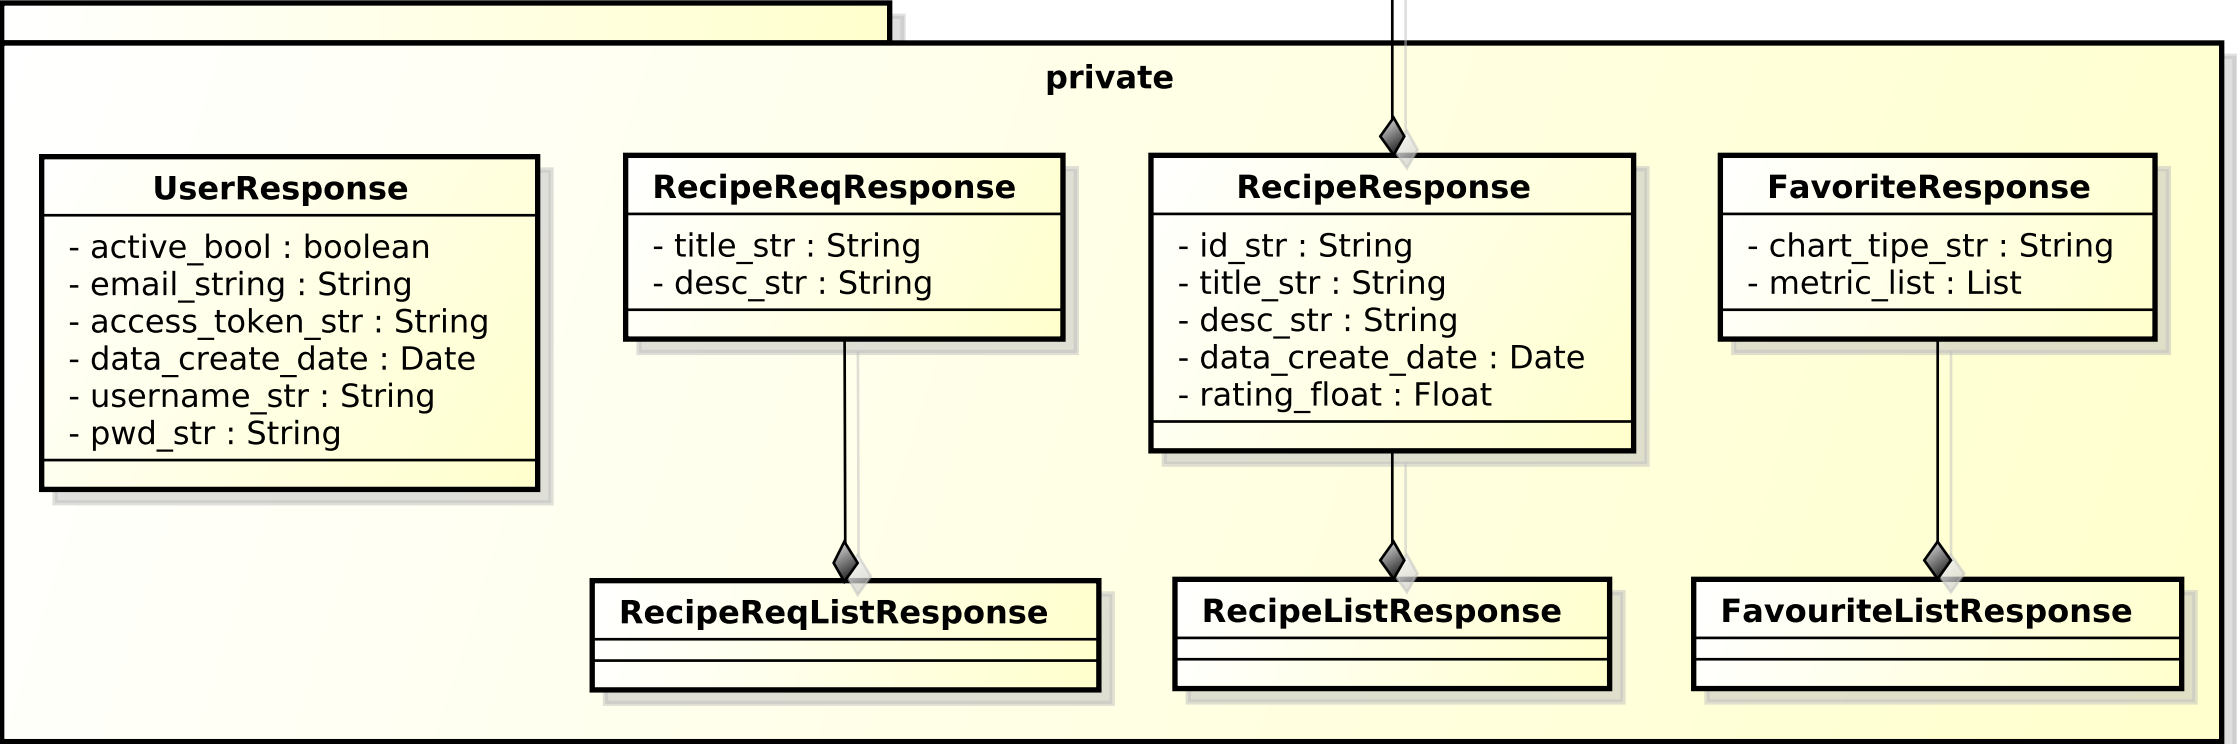 private
UserResponse
- active_bool : boolean
- email_string : String
- access_token_str : String
- data_create_date : Date
- username_str : String
- pwd_str : String
RecipeReqResponse
- title_str : String
- desc_str : String
RecipeResponse
- id_str : String
- title_str : String
- desc_str : String
- data_create_date : Date
- rating_float : Float
FavoriteResponse
- chart_tipe_str : String
- metric_list : List
RecipeReqListResponse
RecipeListResponse
FavouriteListResponse